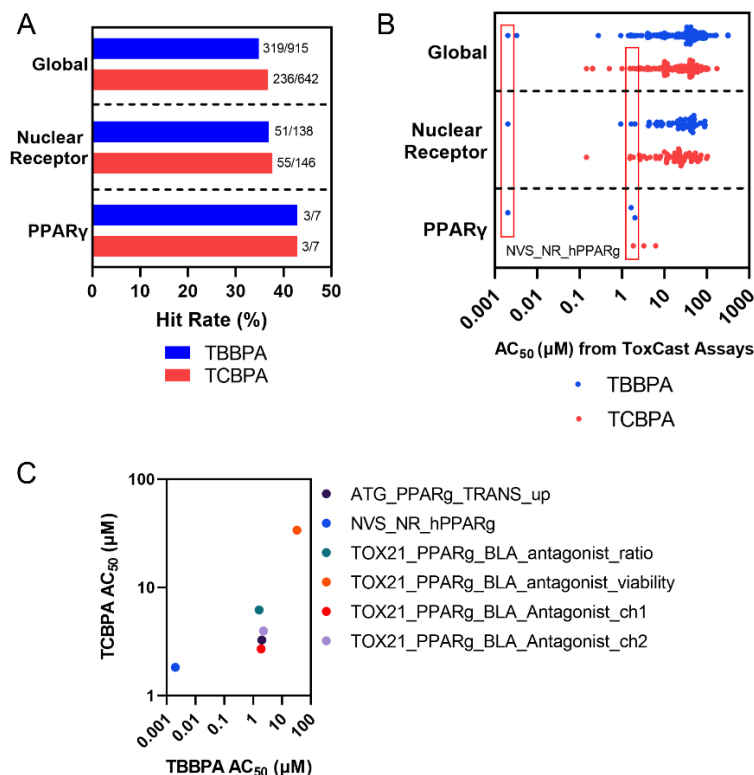 A
Global
319/915
236/642
Nuclear
Receptor
51/138
55/146
PPARγ
3/7
3/7
0 10 20 30 40 50
Hit Rate (%)
TBBPA
TCBPA
B
Global
Nuclear
Receptor
PPARγ
NVS_NR_hPPARg
0.001 0.01 0.1 1 10 100 1000
AC50 (µM) from ToxCast Assays
TBBPA
TCBPA
C
TCBPA AC50 (µM)
100
10
1
0.001 0.01 0.1 1 10 100
TBBPA AC50 (µM)
ATG_PPARg_TRANS_up
NVS_NR_hPPARg
TOX21_PPARg_BLA_antagonist_ratio
TOX21_PPARg_BLA_antagonist_viability
TOX21_PPARg_BLA_Antagonist_ch1
TOX21_PPARg_BLA_Antagonist_ch2